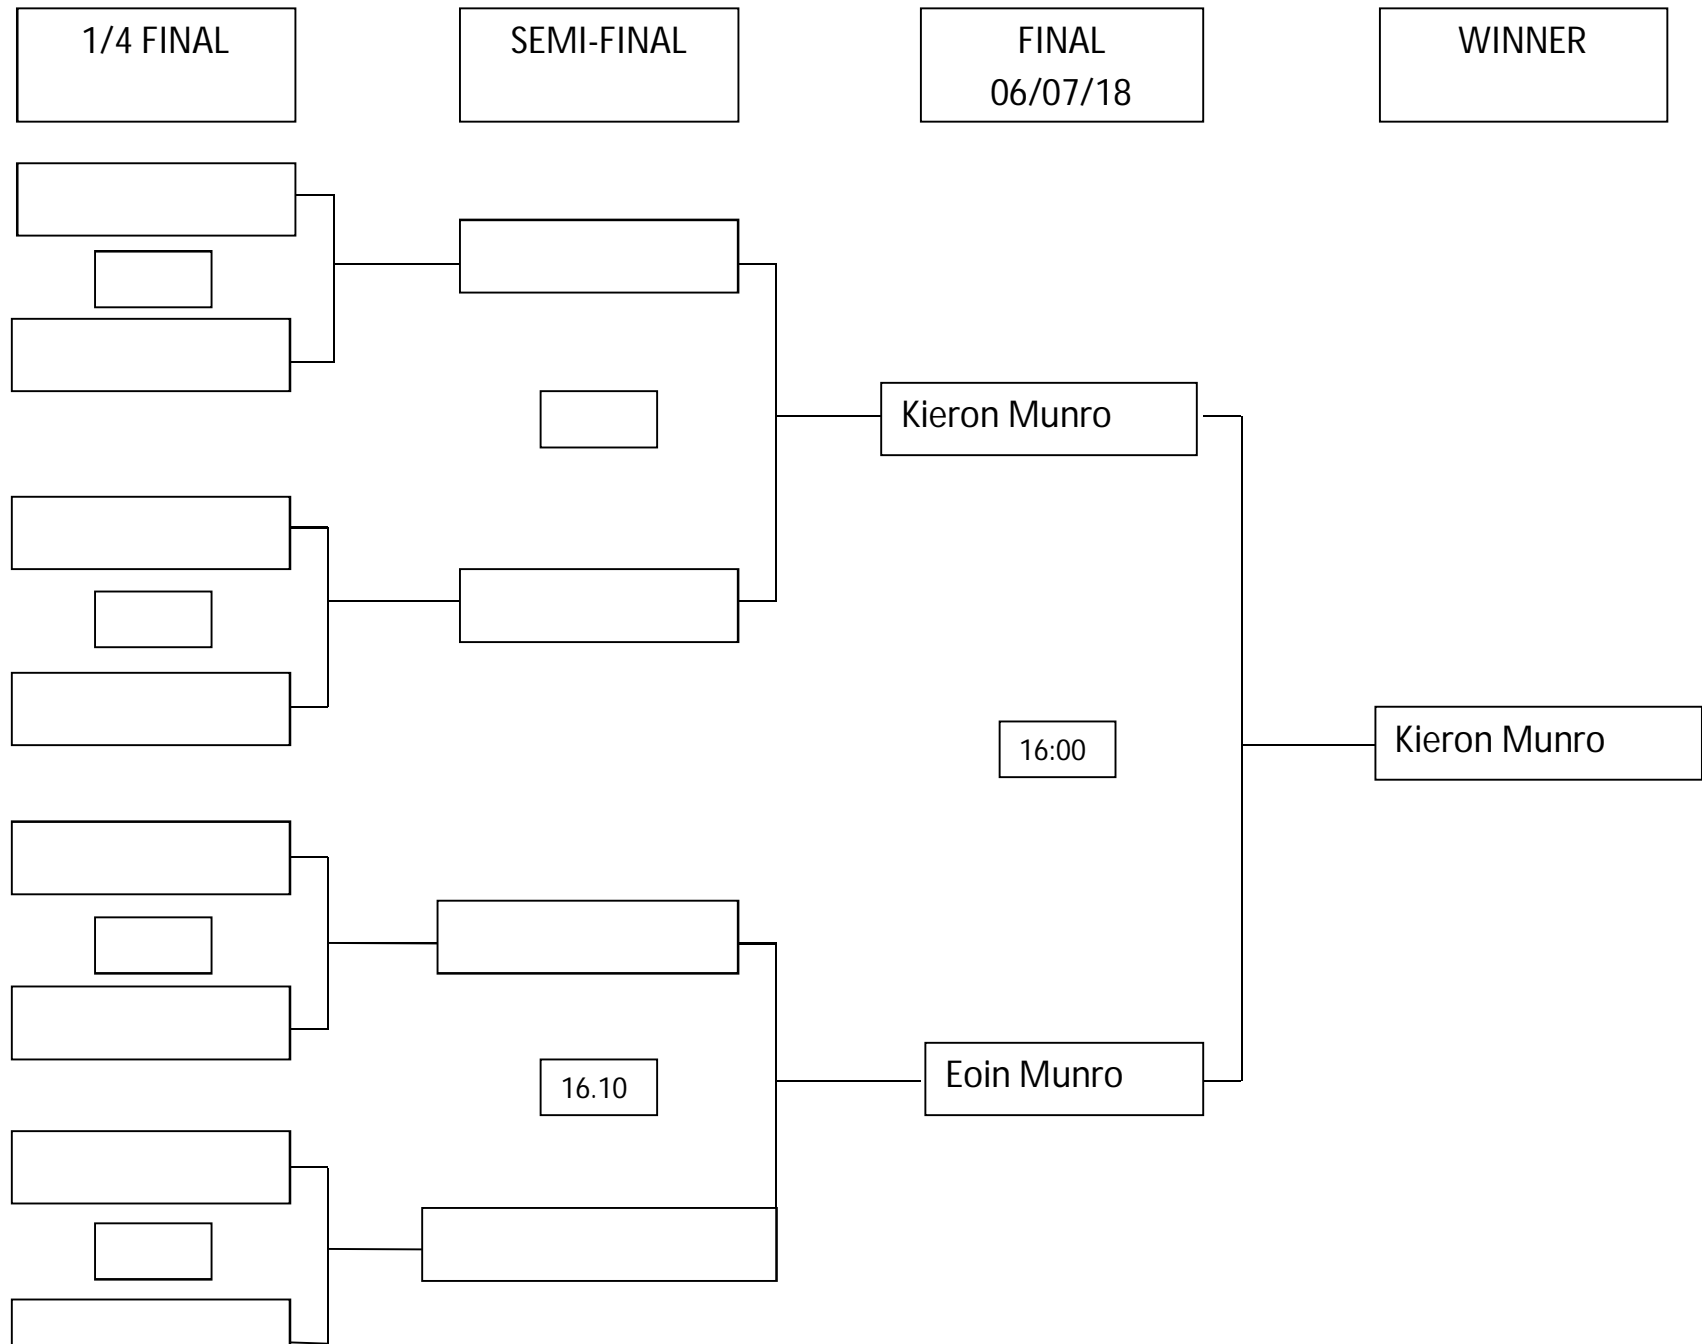 1/4 FINAL
SEMI-FINAL
FINAL
06/07/18
WINNER
Kieron Munro
16:00
Kieron Munro
16.10
Eoin Munro